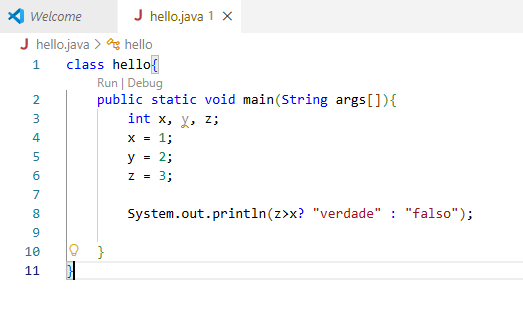 Welcome J hello.java 1 ×
J hello.java > hello
1 class hello{
Run | Debug
2 public static void main(String args[]){
3 int x, y, z;
4 x = 1;
5 y = 2;
6 z = 3;
7
8 System.out.println(z>x? "verdade" : "falso");
9
10 }
11 }